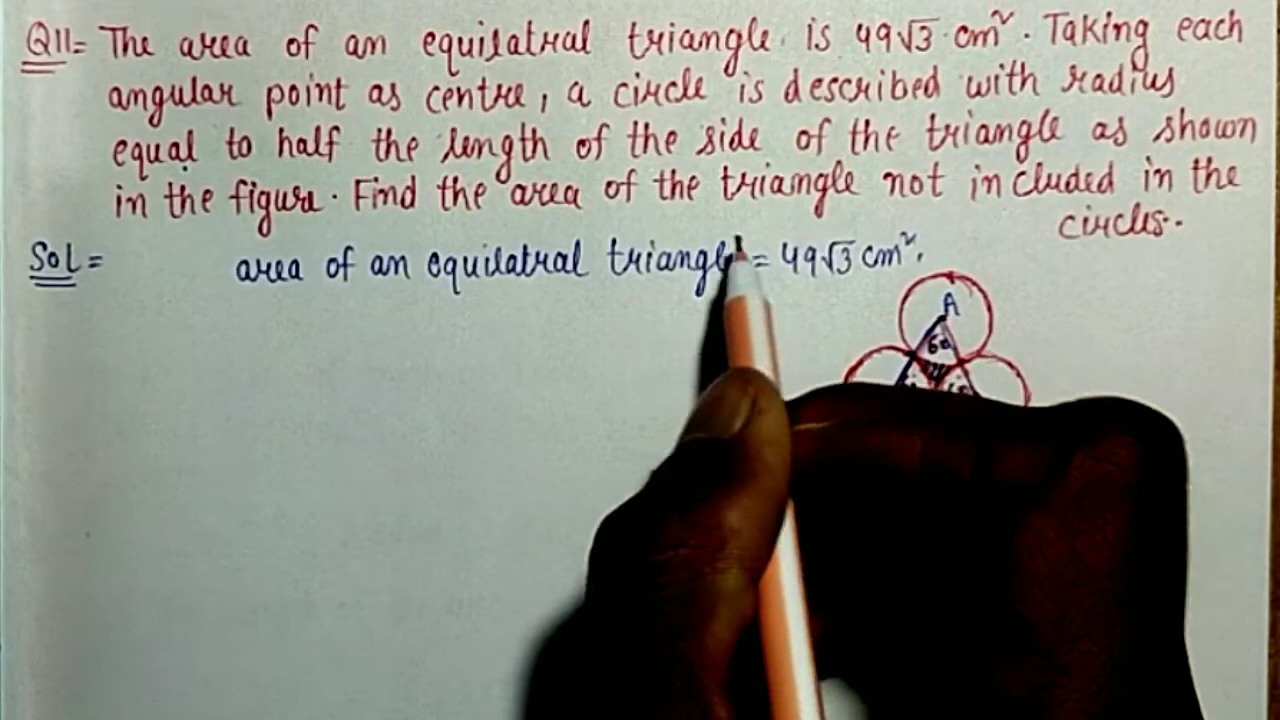 Q11= The area of an equilatral triangle is 49√3 cm². Taking each
angular point as centre, a circle is described with radius
equal to half the length of the side of the triangle as shown
in the figure. Find the area of the triangle not included in the
circles.
Sol= area of an equilatral triangle = 49√3 cm².
A
60